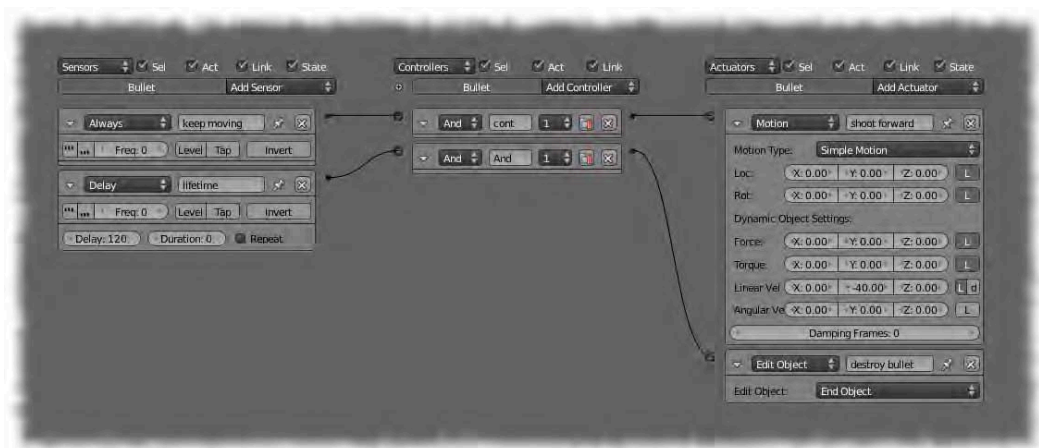 Sensors Sel Act Link State
Bullet Add Sensor
Always keep moving
Freq: 0 Level Tap Invert
Delay lifetime
Freq: 0 Level Tap Invert
Delay: 120 Duration: 0 Repeat
Controllers Sel Act Link
Bullet Add Controller
And cont 1
And And 1
Actuators Sel Act Link State
Bullet Add Actuator
Motion shoot forward
Motion Type: Simple Motion
Loc: X: 0.00 Y: 0.00 Z: 0.00 L
Rot: X: 0.00 Y: 0.00 Z: 0.00 L
Dynamic Object Settings:
Force: X: 0.00 Y: 0.00 Z: 0.00 L
Torque: X: 0.00 Y: 0.00 Z: 0.00 L
Linear Vel X: 0.00 -40.00 Z: 0.00 L d
Angular Ve X: 0.00 Y: 0.00 Z: 0.00 L
Damping Frames: 0
Edit Object destroy bullet
Edit Object: End Object